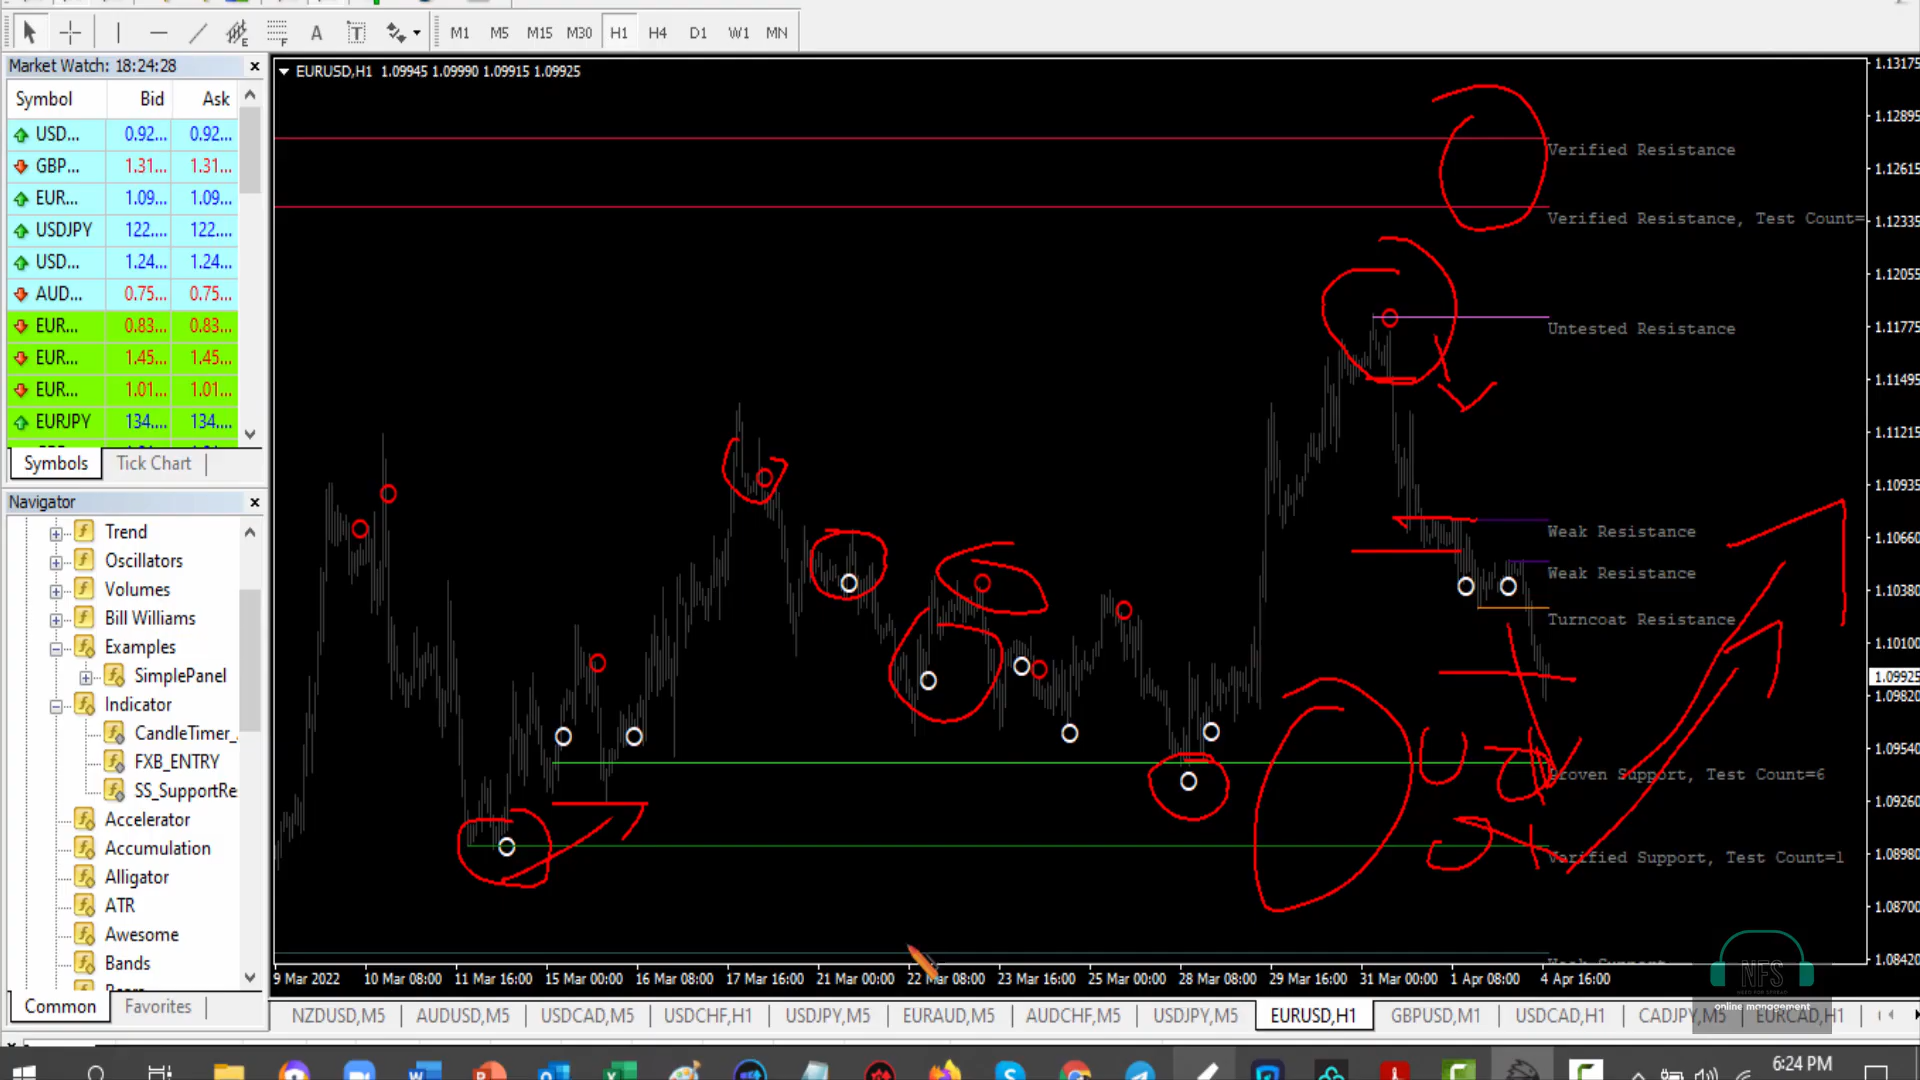 M1 M5 M15 M30 H1 H4 D1 W1 MN
Market Watch: 18:24:28
Symbol Bid Ask
USD... 0.92... 0.92...
GBP... 1.31... 1.31...
EUR... 1.09... 1.09...
USDJPY 122.... 122....
USD... 1.24... 1.24...
AUD... 0.75... 0.75...
EUR... 0.83... 0.83...
EUR... 1.45... 1.45...
EUR... 1.01... 1.01...
EURJPY 134.... 134....
Symbols Tick Chart
Navigator
Trend
Oscillators
Volumes
Bill Williams
Examples
SimplePanel
Indicator
CandleTimer_
FXB_ENTRY
SS_SupportRe
Accelerator
Accumulation
Alligator
ATR
Awesome
Bands
Common Favorites
EURUSD,H1 1.09945 1.09990 1.09915 1.09925
Verified Resistance
Verified Resistance, Test Count=
Untested Resistance
Weak Resistance
Weak Resistance
Turncoat Resistance
Proven Support, Test Count=6
Verified Support, Test Count=1
Weak Support
1.13175
1.12895
1.12615
1.12335
1.12055
1.11775
1.11495
1.11215
1.10935
1.10660
1.10380
1.10100
1.09925
1.09820
1.09540
1.09260
1.08980
1.08700
1.08420
9 Mar 2022 10 Mar 08:00 11 Mar 16:00 15 Mar 00:00 16 Mar 08:00 17 Mar 16:00 21 Mar 00:00 22 Mar 08:00 23 Mar 16:00 25 Mar 00:00 28 Mar 08:00 29 Mar 16:00 31 Mar 00:00 1 Apr 08:00 4 Apr 16:00
NFS
online management
NZDUSD,M5 AUDUSD,M5 USDCAD,M5 USDCHF,H1 USDJPY,M5 EURAUD,M5 AUDCHF,M5 USDJPY,M5 EURUSD,H1 GBPUSD,M1 USDCAD,H1 CADJPY,M5 EURCAD,H1
6:24 PM